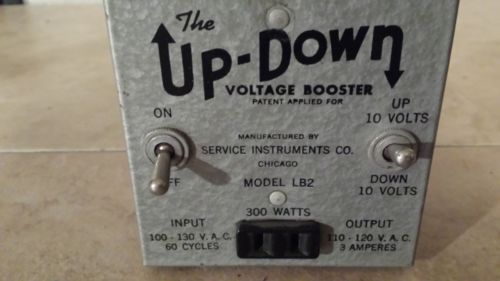 The
UP-DOWN
VOLTAGE BOOSTER
PATENT APPLIED FOR
ON
UP
10 VOLTS
MANUFACTURED BY
SERVICE INSTRUMENTS CO.
CHICAGO
OFF
MODEL LB2
DOWN
10 VOLTS
300 WATTS
INPUT
100-130 V. A. C.
60 CYCLES
OUTPUT
110-120 V. A. C.
3 AMPERES